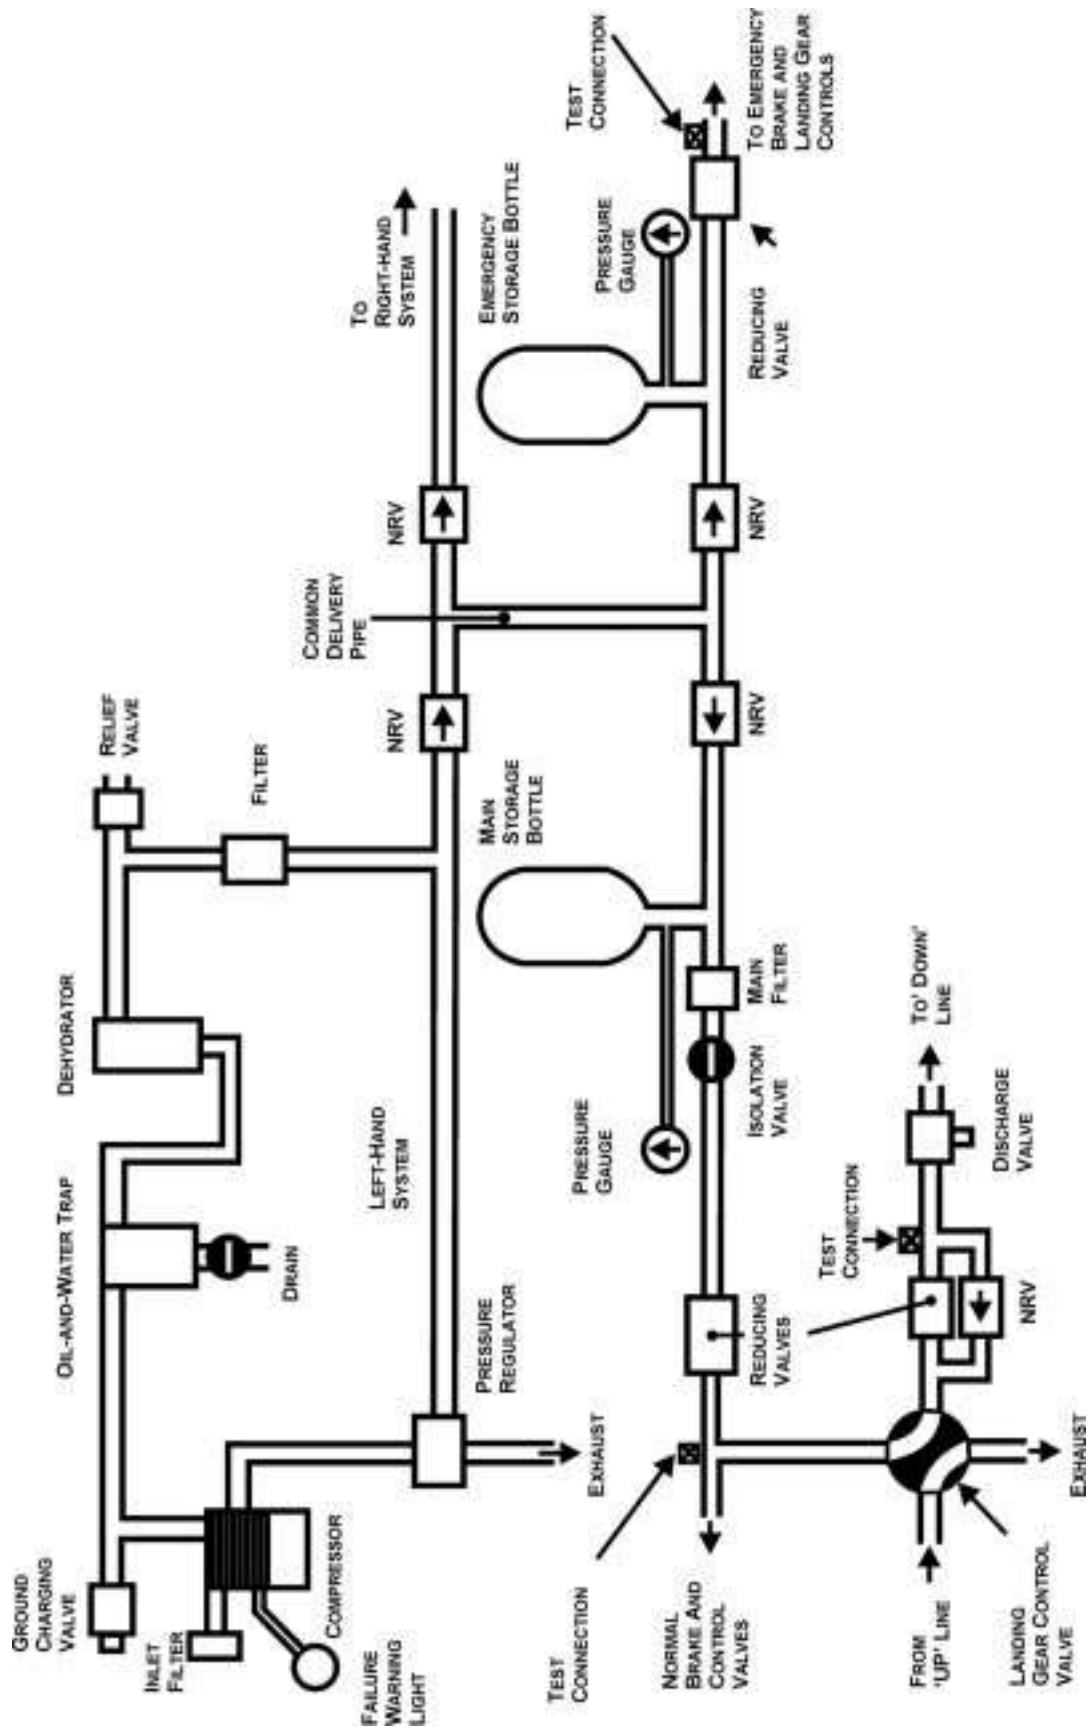 GROUND
CHARGING
VALVE
INLET
FILTER
FAILURE
WARNING
LIGHT
COMPRESSOR
OIL-AND-WATER TRAP
DRAIN
DEHYDRATOR
RELIEF
VALVE
FILTER
LEFT-HAND
SYSTEM
PRESSURE
REGULATOR
EXHAUST
COMMON
DELIVERY
PIPE
NRV
NRV
TO
RIGHT-HAND
SYSTEM
MAIN
STORAGE
BOTTLE
EMERGENCY
STORAGE BOTTLE
TEST
CONNECTION
PRESSURE
GAUGE
PRESSURE
GAUGE
TEST
CONNECTION
NORMAL
BRAKE AND
CONTROL
VALVES
REDUCING
VALVES
ISOLATION
VALVE
MAIN
FILTER
NRV
NRV
REDUCING
VALVE
TO EMERGENCY
BRAKE AND
LANDING GEAR
CONTROLS
TEST
CONNECTION
FROM
'UP' LINE
LANDING
GEAR CONTROL
VALVE
EXHAUST
NRV
DISCHARGE
VALVE
TO' DOWN'
LINE